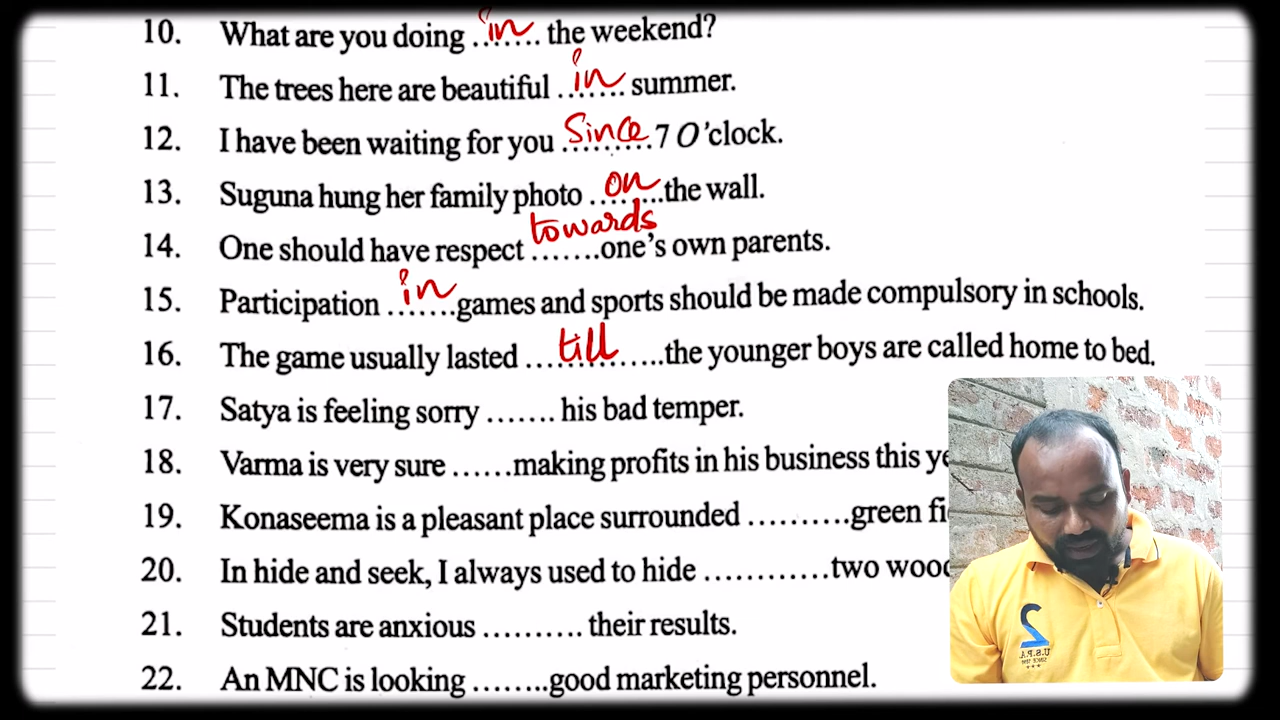 10. What are you doing ..in.. the weekend?
11. The trees here are beautiful ..in.. summer.
12. I have been waiting for you ..Since.. 7 O'clock.
13. Suguna hung her family photo ..on.. the wall.
14. One should have respect ..towards.. one's own parents.
15. Participation ..in.. games and sports should be made compulsory in schools.
16. The game usually lasted ..till.. the younger boys are called home to bed.
17. Satya is feeling sorry ....... his bad temper.
18. Varma is very sure ......making profits in his business this
19. Konaseema is a pleasant place surrounded ..........green
20. In hide and seek, I always used to hide ............two
21. Students are anxious .......... their results.
22. An MNC is looking ........good marketing personnel.
2
U.S.P.A.